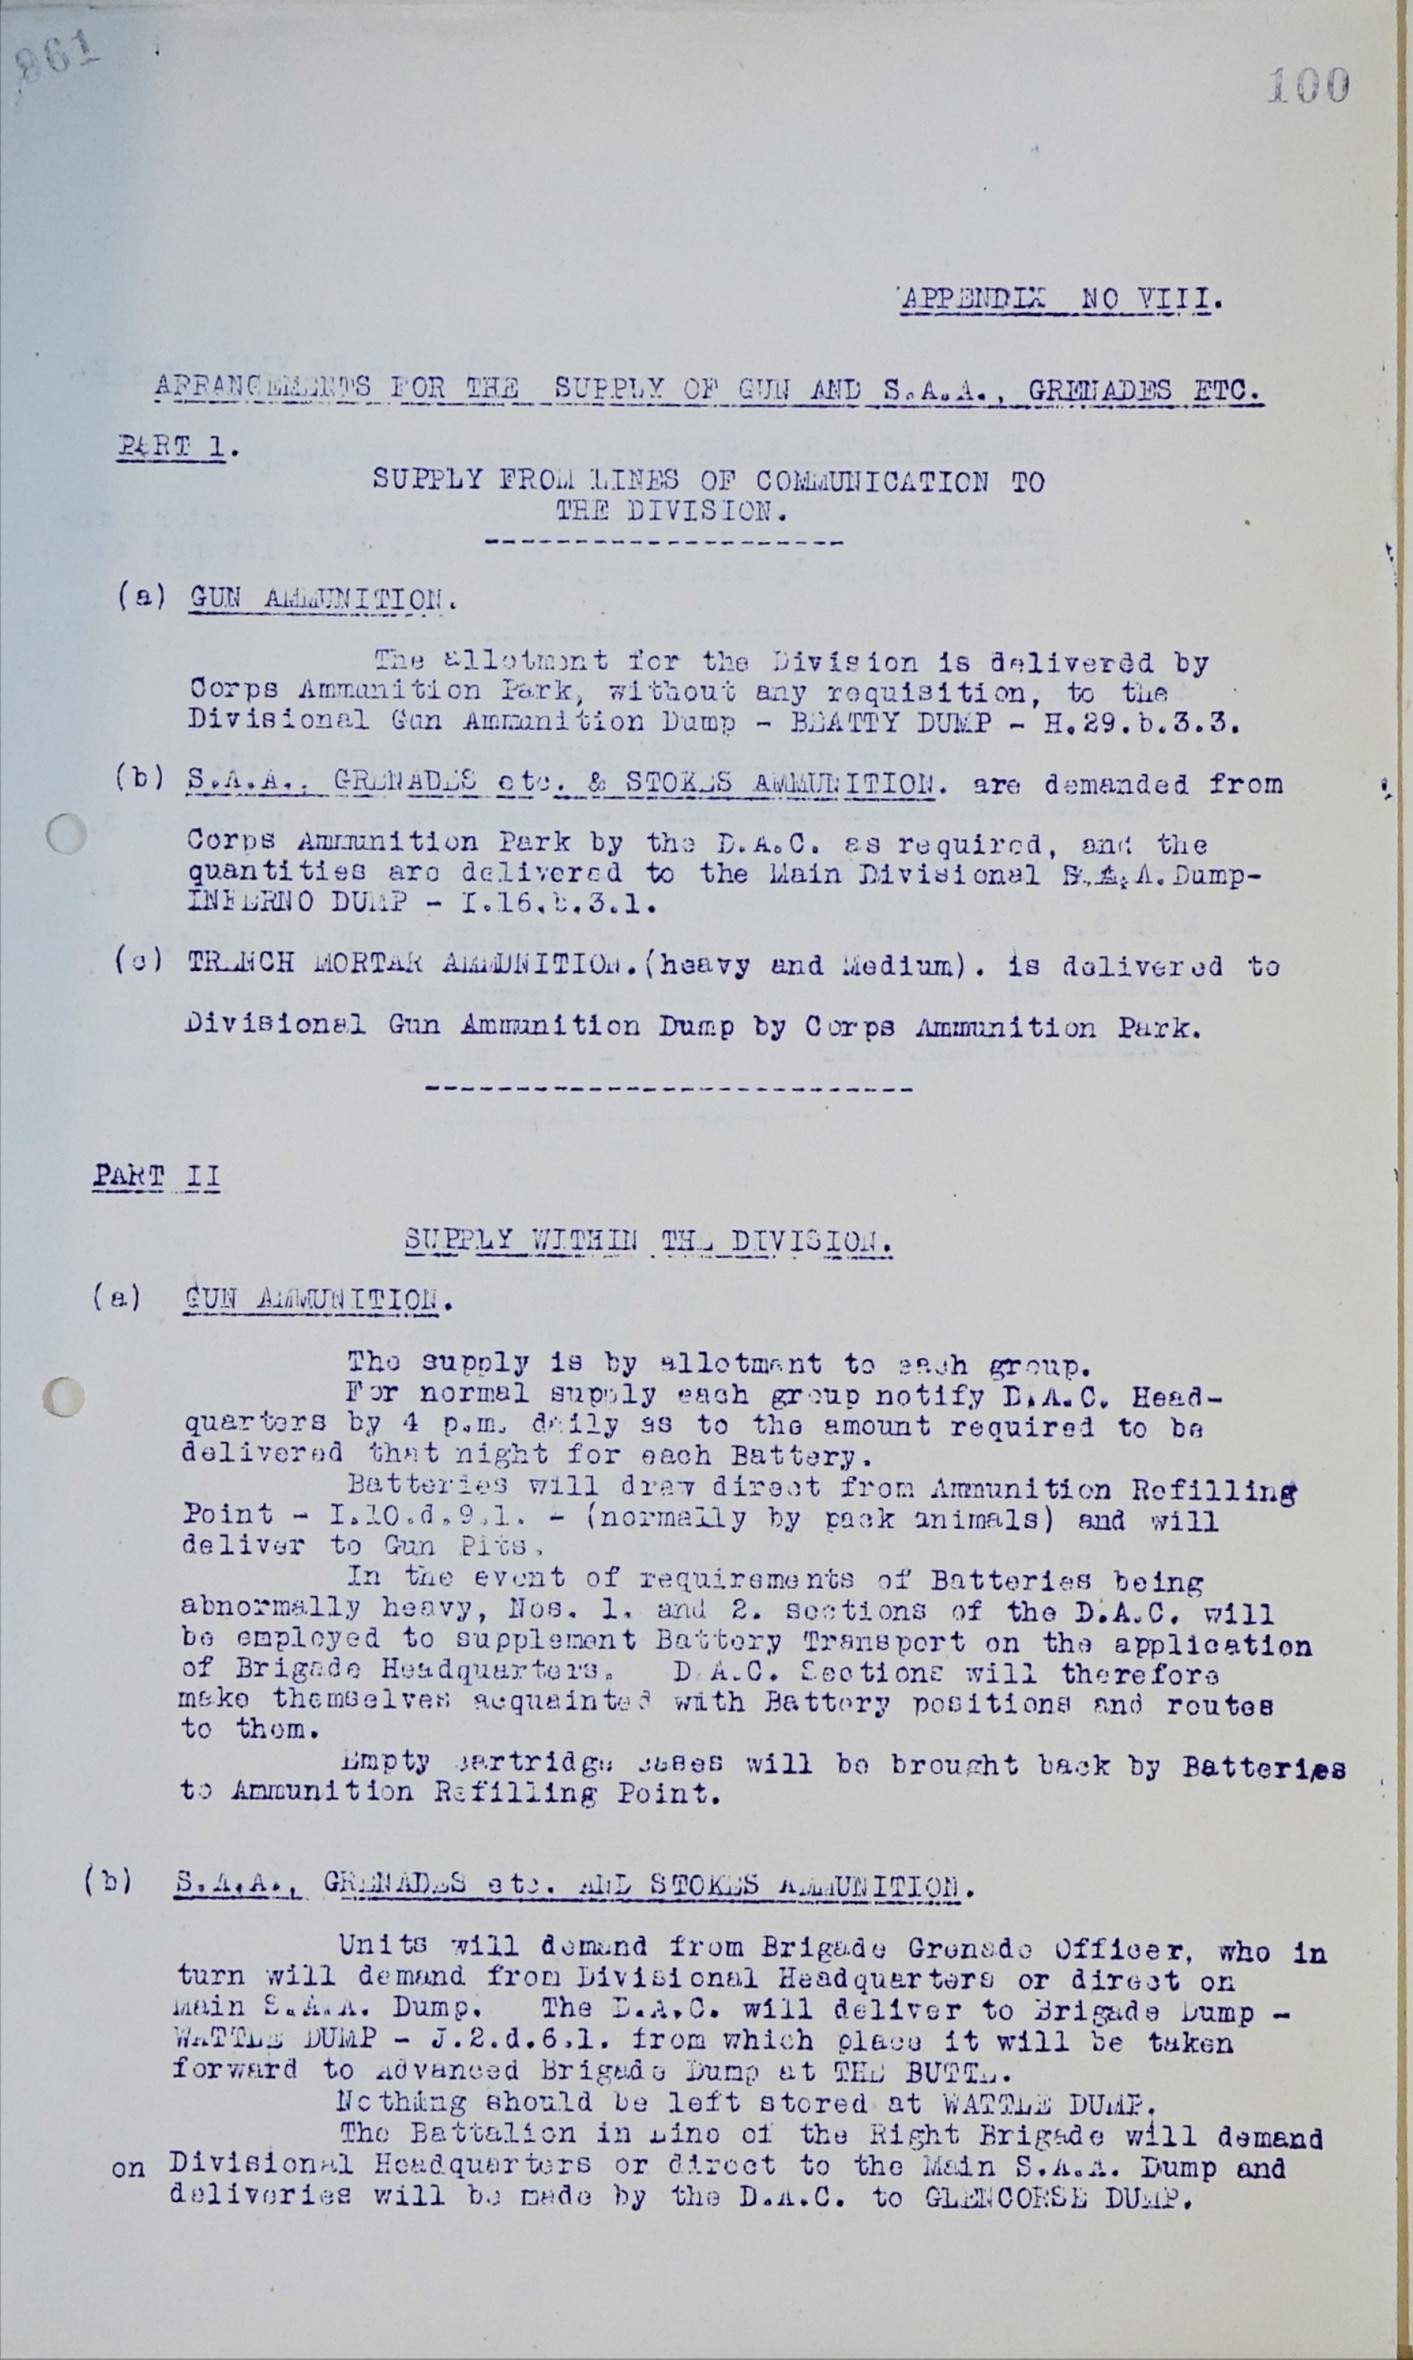 861
100
APPENDIX NO VIII.
ARRANGEMENTS FOR THE SUPPLY OF GUN AND S.A.A., GRENADES ETC.
PART 1.
SUPPLY FROM LINES OF COMMUNICATION TO
THE DIVISION.
(a) GUN AMMUNITION.
The allotment for the Division is delivered by
Corps Ammunition Park, without any requisition, to the
Divisional Gun Ammunition Dump - BEATTY DUMP - H.29.b.3.3.
(b) S.A.A., GRENADES etc. & STOKES AMMUNITION. are demanded from
Corps Ammunition Park by the D.A.C. as required, and the
quantities are delivered to the Main Divisional S.A.A. Dump-
INFERNO DUMP - I.16.b.3.1.
(c) TRENCH MORTAR AMMUNITION.(heavy and Medium). is delivered to
Divisional Gun Ammunition Dump by Corps Ammunition Park.
PART II
SUPPLY WITHIN THE DIVISION.
(a) GUN AMMUNITION.
The supply is by allotment to each group.
For normal supply each group notify D.A.C. Head-
quarters by 4 p.m. daily as to the amount required to be
delivered that night for each Battery.
Batteries will draw direct from Ammunition Refilling
Point - I.10.d.9.1. - (normally by pack animals) and will
deliver to Gun Pits.
In the event of requirements of Batteries being
abnormally heavy, Nos. 1. and 2. sections of the D.A.C. will
be employed to supplement Battery Transport on the application
of Brigade Headquarters. D.A.C. Sections will therefore
make themselves acquainted with Battery positions and routes
to them.
Empty cartridge cases will be brought back by Batteries
to Ammunition Refilling Point.
(b) S.A.A., GRENADES etc. AND STOKES AMMUNITION.
Units will demand from Brigade Grenade Officer, who in
turn will demand from Divisional Headquarters or direct on
Main S.A.A. Dump. The D.A.C. will deliver to Brigade Dump -
WATTLE DUMP - J.2.d.6.1. from which place it will be taken
forward to Advanced Brigade Dump at THE BUTTE.
Nothing should be left stored at WATTLE DUMP.
The Battalion in Line of the Right Brigade will demand
on Divisional Headquarters or direct to the Main S.A.A. Dump and
deliveries will be made by the D.A.C. to GLENCORSE DUMP.